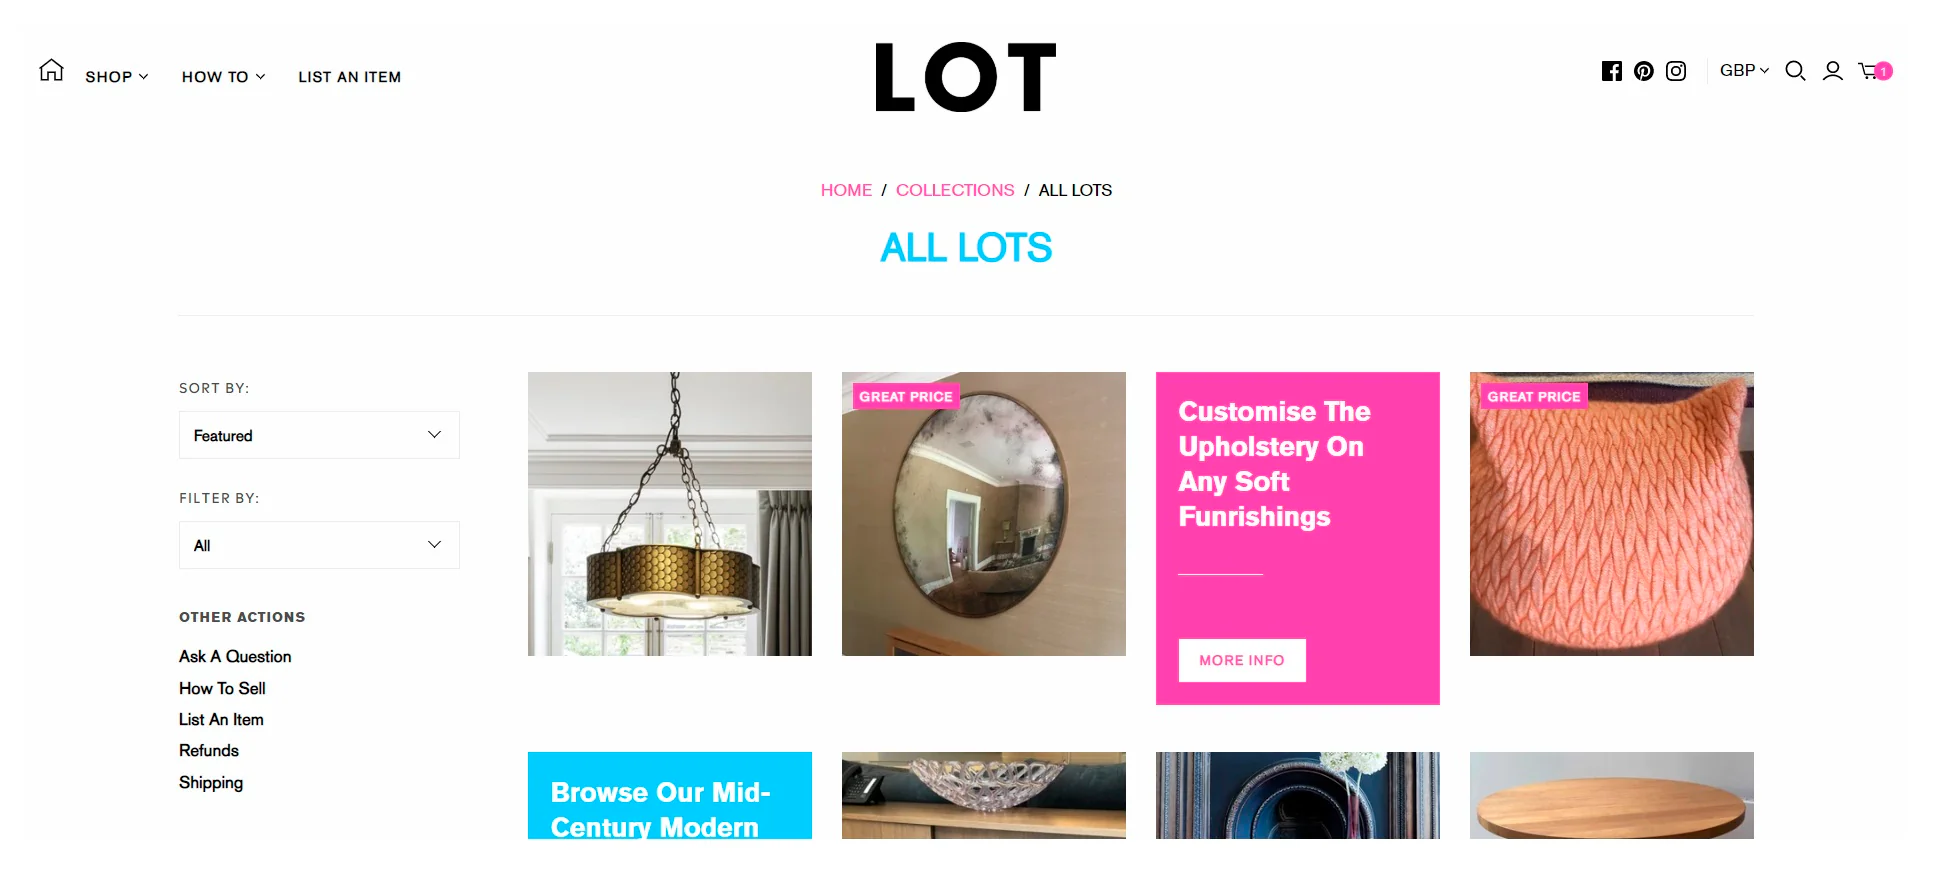 SHOP
HOW TO
LIST AN ITEM
LOT
GBP
1
HOME / COLLECTIONS / ALL LOTS
ALL LOTS
SORT BY:
Featured
FILTER BY:
All
OTHER ACTIONS
Ask A Question
How To Sell
List An Item
Refunds
Shipping
GREAT PRICE
Customise The
Upholstery On
Any Soft
Funrishings
MORE INFO
GREAT PRICE
Browse Our Mid-
Century Modern